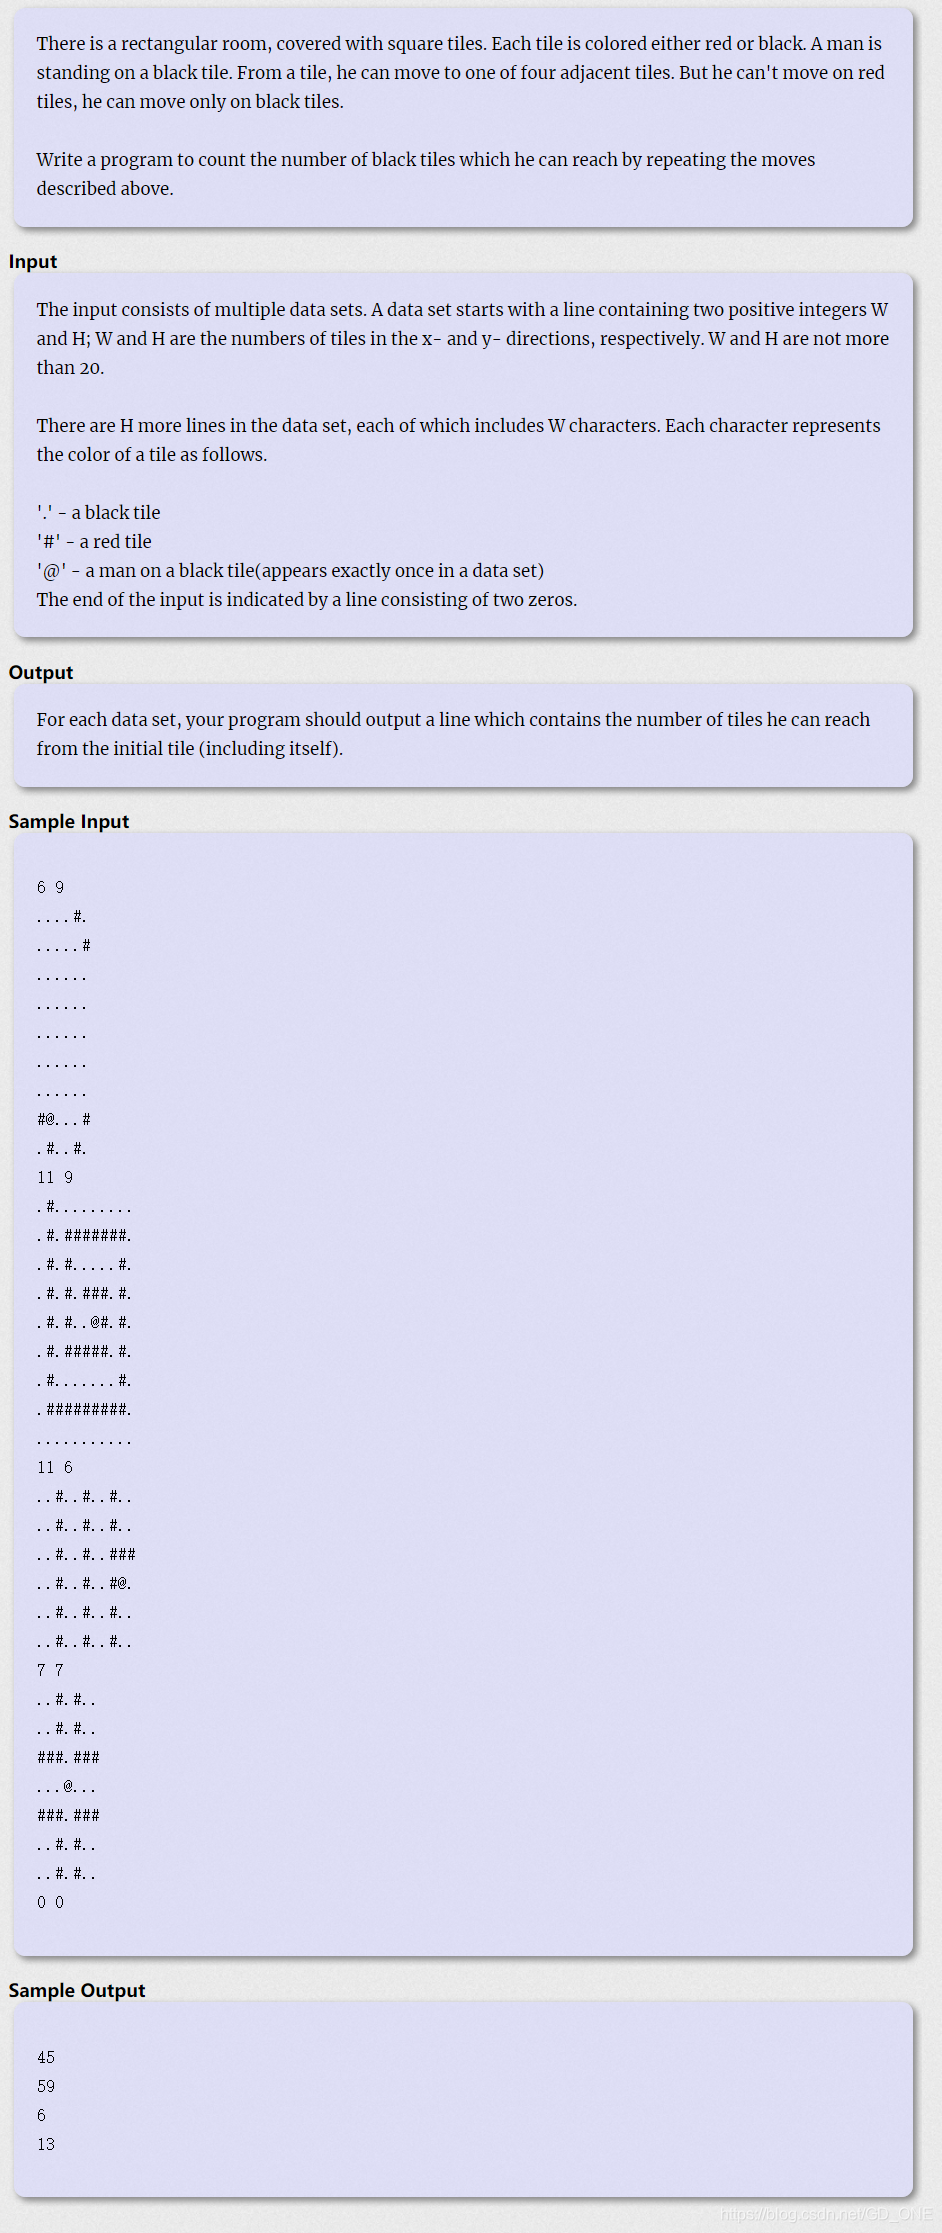 There is a rectangular room, covered with square tiles. Each tile is colored either red or black. A man is
standing on a black tile. From a tile, he can move to one of four adjacent tiles. But he can't move on red
tiles, he can move only on black tiles.
Write a program to count the number of black tiles which he can reach by repeating the moves
described above.
Input
The input consists of multiple data sets. A data set starts with a line containing two positive integers W
and H; W and H are the numbers of tiles in the x- and y- directions, respectively. W and H are not more
than 20.
There are H more lines in the data set, each of which includes W characters. Each character represents
the color of a tile as follows.
'.' - a black tile
'#' - a red tile
'@' - a man on a black tile(appears exactly once in a data set)
The end of the input is indicated by a line consisting of two zeros.
Output
For each data set, your program should output a line which contains the number of tiles he can reach
from the initial tile (including itself).
Sample Input
6 9
....#.
.....#
......
......
......
......
......
#@...#
.#..#.
11 9
.#.........
.#.#######.
.#.#.....#.
.#.#.###.#.
.#.#..@#.#.
.#.#####.#.
.#.......#.
.#########.
...........
11 6
..#..#..#..
..#..#..#..
..#..#..###
..#..#..#@.
..#..#..#..
..#..#..#..
7 7
..#.#..
..#.#..
###.###
...@...
###.###
..#.#..
..#.#..
0 0
Sample Output
45
59
6
13
https://blog.csdn.net/GD_ONE